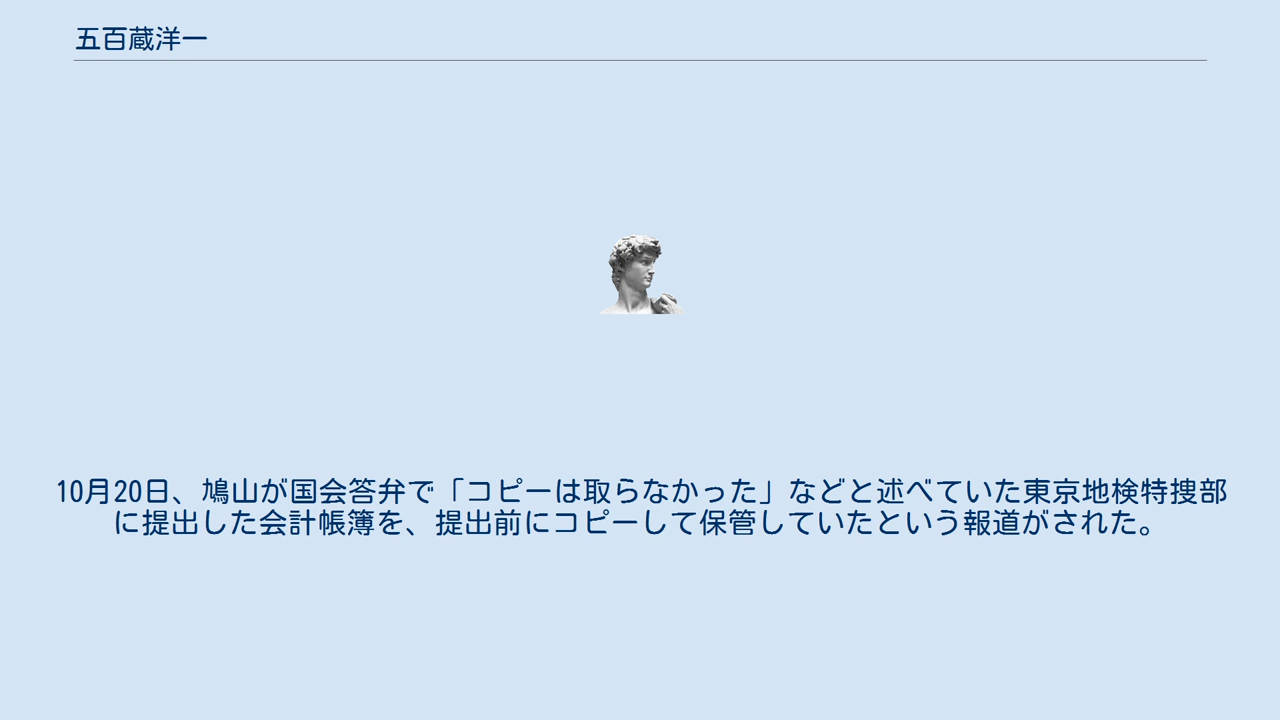 五百蔵洋一
10月20日、鳩山が国会答弁で「コピーは取らなかった」などと述べていた東京地検特捜部
に提出した会計帳簿を、提出前にコピーして保管していたという報道がされた。